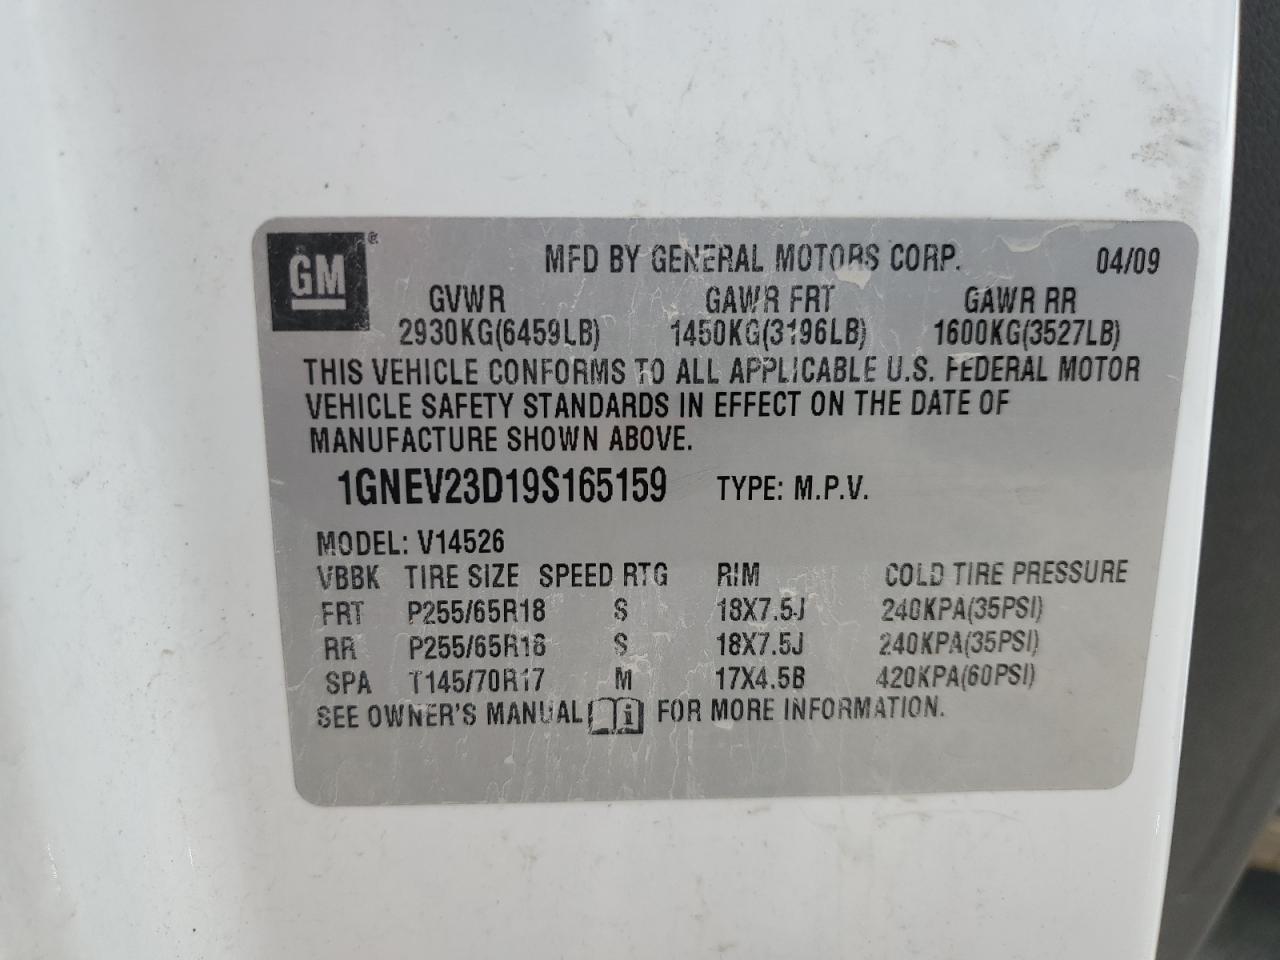 GM® MFD BY GENERAL MOTORS CORP. 04/09
GVWR GAWR FRT GAWR RR
2930KG(6459LB) 1450KG(3196LB) 1600KG(3527LB)
THIS VEHICLE CONFORMS TO ALL APPLICABLE U.S. FEDERAL MOTOR
VEHICLE SAFETY STANDARDS IN EFFECT ON THE DATE OF
MANUFACTURE SHOWN ABOVE.
1GNEV23D19S165159 TYPE: M.P.V.
MODEL: V14526
VBBK TIRE SIZE SPEED RTG RIM COLD TIRE PRESSURE
FRT P255/65R18 S 18X7.5J 240KPA(35PSI)
RR P255/65R18 S 18X7.5J 240KPA(35PSI)
SPA T145/70R17 M 17X4.5B 420KPA(60PSI)
SEE OWNER'S MANUAL i FOR MORE INFORMATION.